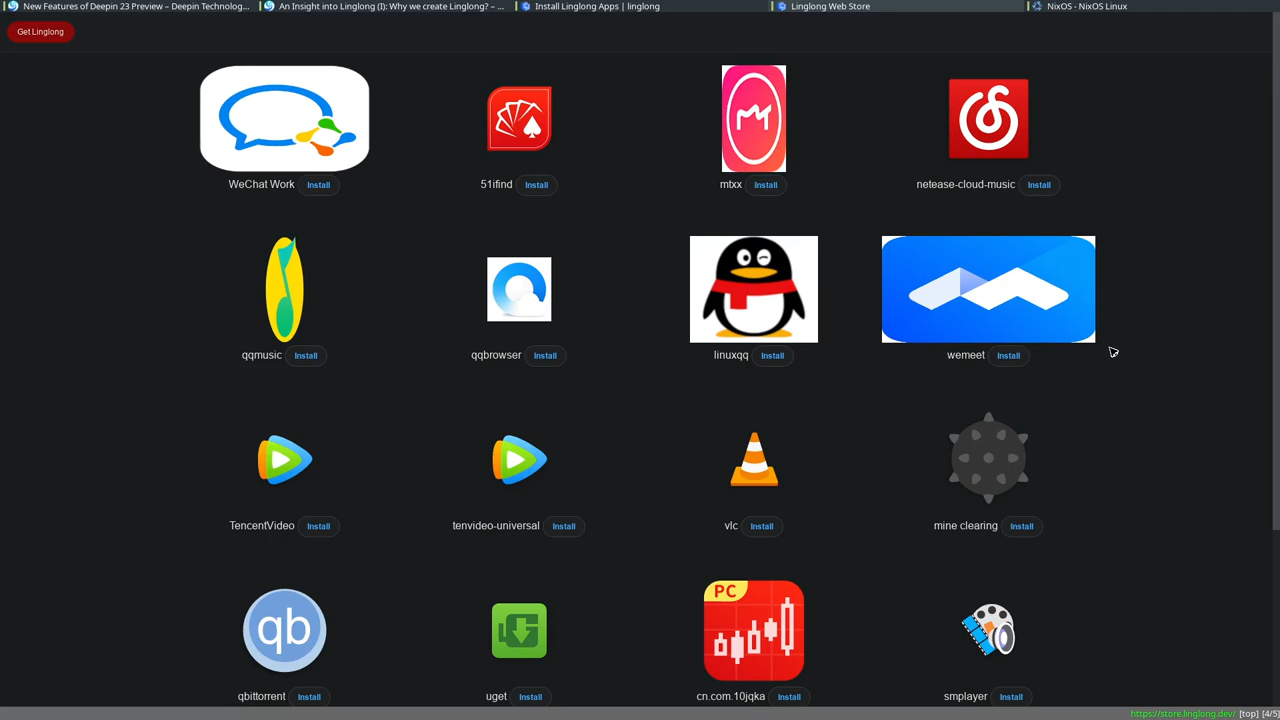 New Features of Deepin 23 Preview – Deepin Technolog...
An Insight into Linglong (I): Why we create Linglong? – ...
Install Linglong Apps | linglong
Linglong Web Store
NixOS - NixOS Linux
Get Linglong
WeChat Work Install
51ifind Install
mtxx Install
netease-cloud-music Install
qqmusic Install
qqbrowser Install
linuxqq Install
wemeet Install
TencentVideo Install
tenvideo-universal Install
vlc Install
mine clearing Install
qb
PC
qbittorrent Install
uget Install
cn.com.10jqka Install
smplayer Install
https://store.linglong.dev/ [top] [4/5]